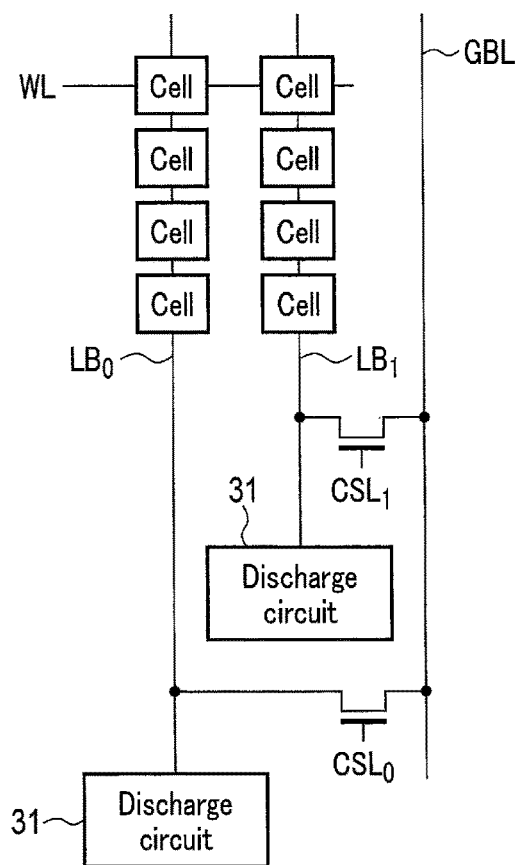 GBL
WL
Cell Cell
Cell Cell
Cell Cell
Cell Cell
LB₀ LB₁
CSL₁
31
Discharge
circuit
CSL₀
31
Discharge
circuit